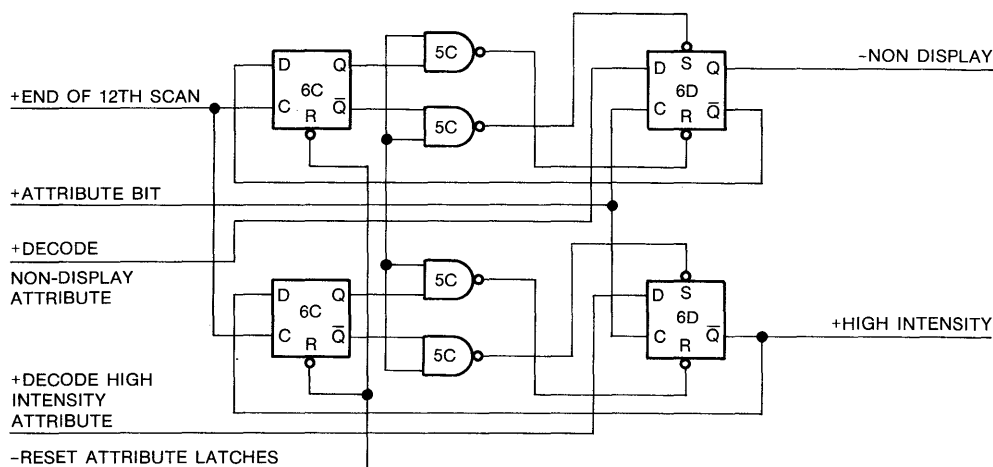 5C
D Q
6C
C Q̅
R
5C
S
D Q
6D
C Q̅
R
−NON DISPLAY
+END OF 12TH SCAN
+ATTRIBUTE BIT
+DECODE
NON-DISPLAY
ATTRIBUTE
5C
D Q
6C
C Q̅
R
5C
S
D
6D
C Q̅
R
+HIGH INTENSITY
+DECODE HIGH
INTENSITY
ATTRIBUTE
−RESET ATTRIBUTE LATCHES